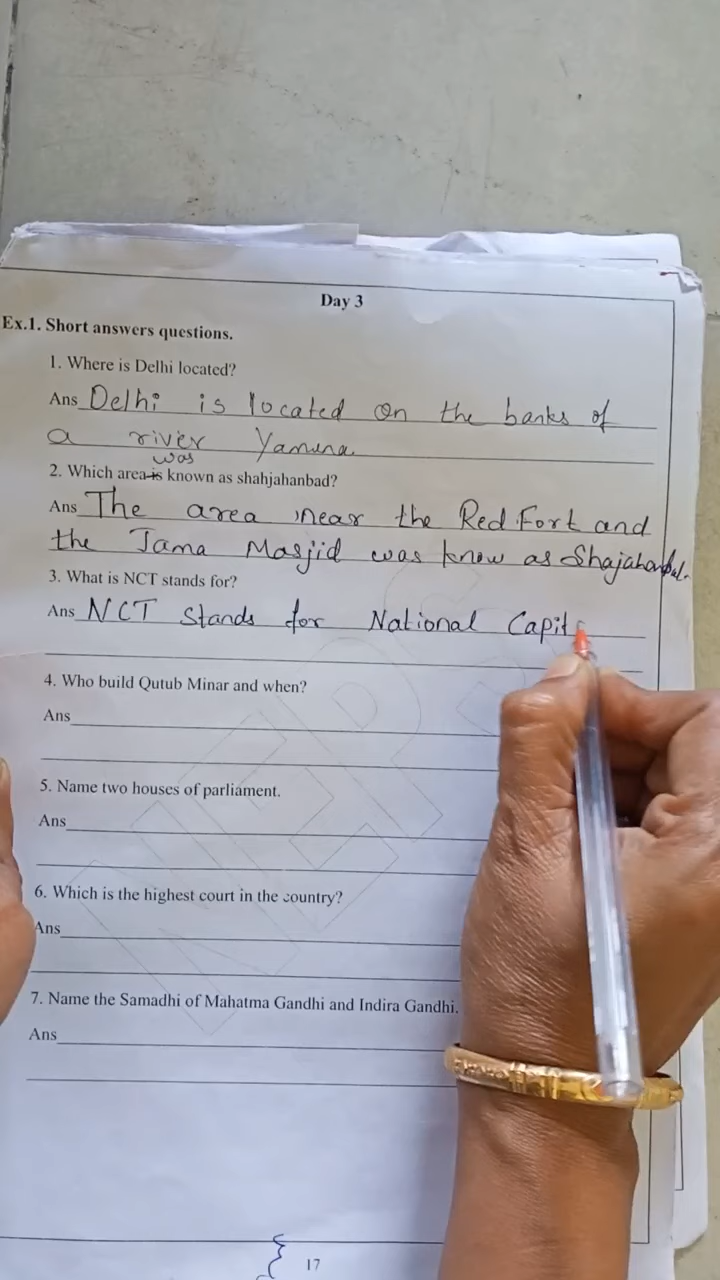 Day 3
Ex.1. Short answers questions.
1. Where is Delhi located?
Ans Delhi is located on the banks of
a river Yamuna.
was
2. Which area is known as shahjahanbad?
Ans The area near the Red Fort and
the Jama Masjid was know as Shajahanbad.
3. What is NCT stands for?
Ans NCT stands for National Capita
4. Who build Qutub Minar and when?
Ans
5. Name two houses of parliament.
Ans
6. Which is the highest court in the country?
Ans
7. Name the Samadhi of Mahatma Gandhi and Indira Gandhi.
Ans
17